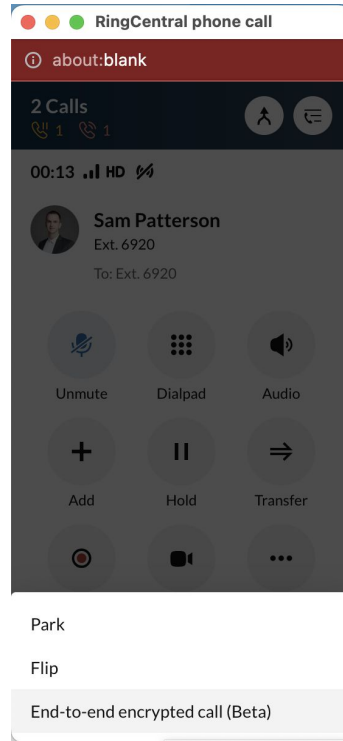 RingCentral phone call
about:blank
2 Calls
1 1
00:13 HD
Sam Patterson
Ext. 6920
To: Ext. 6920
Unmute Dialpad Audio
Add Hold Transfer
Park
Flip
End-to-end encrypted call (Beta)